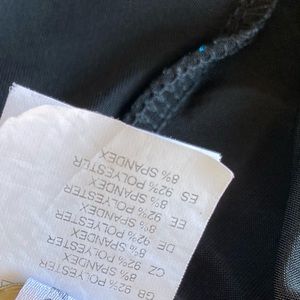 GB 92% POLYESTER
8% SPANDEX
CZ 92% POLYESTER
8% SPANDEX
DE 92% POLYESTER
8% SPANDEX
EE 92% POLYESTER
8% SPANDEX
ES 92% POLYESTER
8% SPANDEX